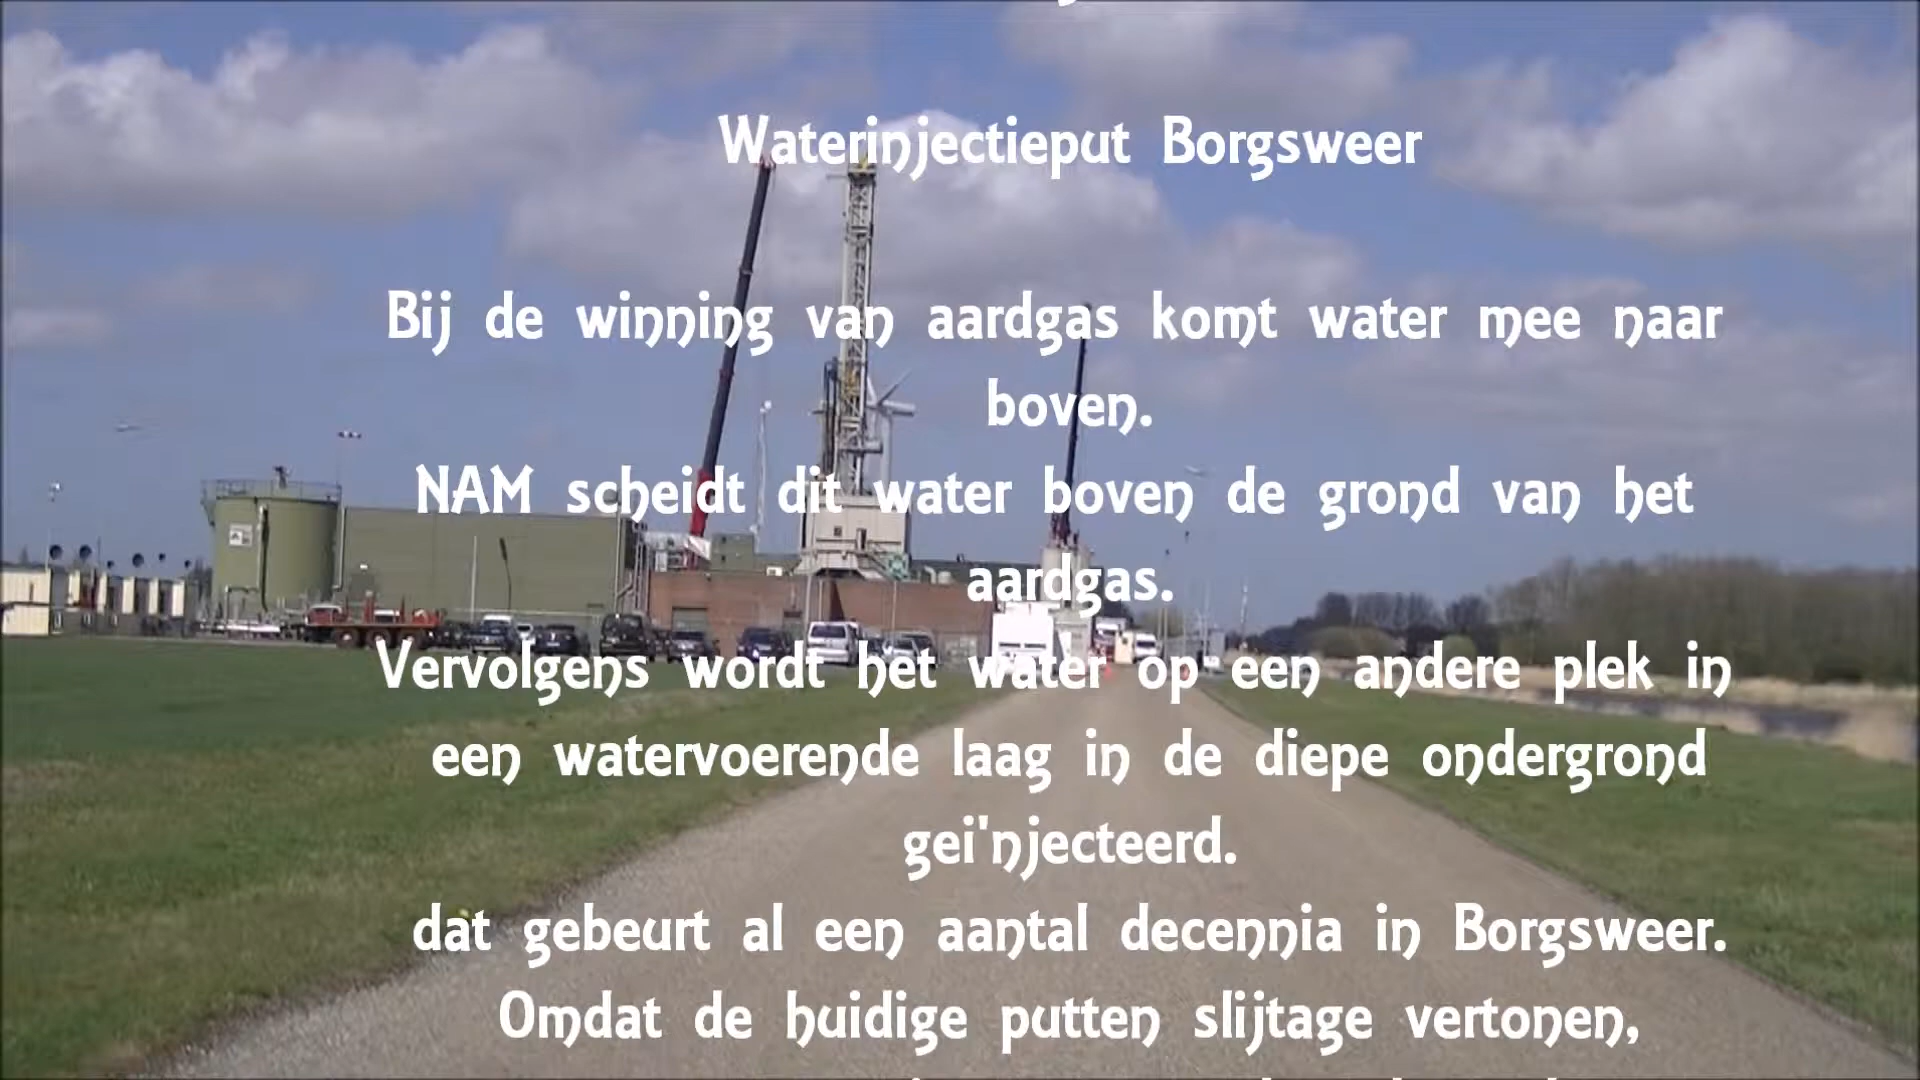 Waterinjectieput Borgsweer
Bij de winning van aardgas komt water mee naar
boven.
NAM scheidt dit water boven de grond van het
aardgas.
Vervolgens wordt het water op een andere plek in
een watervoerende laag in de diepe ondergrond
gei'njecteerd.
dat gebeurt al een aantal decennia in Borgsweer.
Omdat de huidige putten slijtage vertonen,